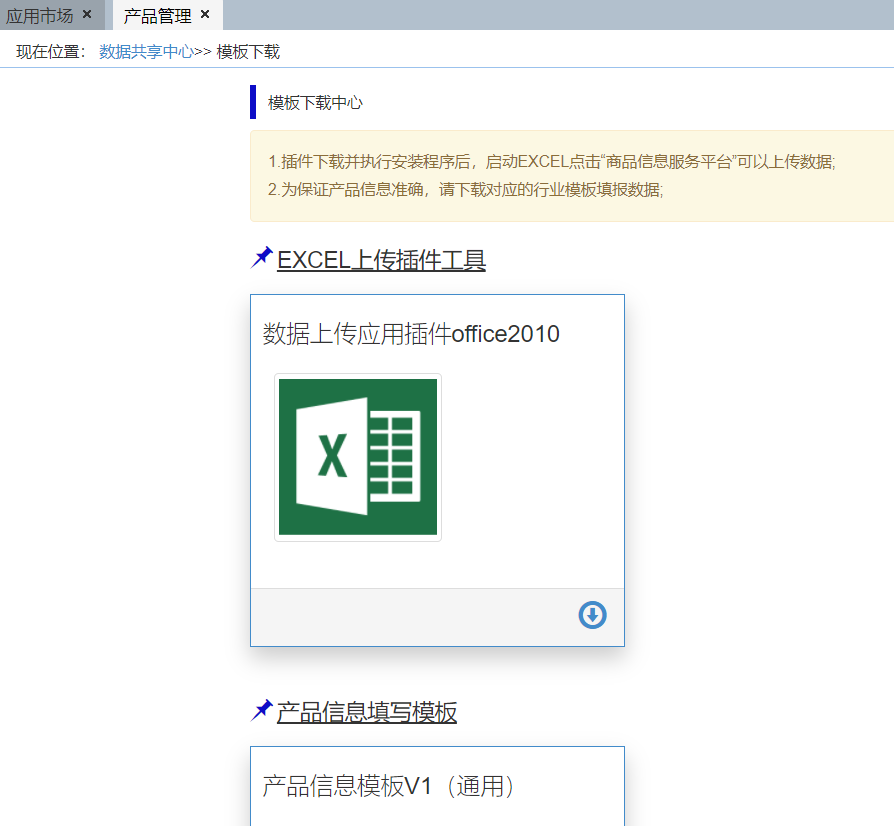 应用市场 × 产品管理 ×
现在位置： 数据共享中心>> 模板下载
模板下载中心
1.插件下载并执行安装程序后，启动EXCEL点击“商品信息服务平台”可以上传数据;
2.为保证产品信息准确，请下载对应的行业模板填报数据;
EXCEL上传插件工具
数据上传应用插件office2010
X
产品信息填写模板
产品信息模板V1（通用）